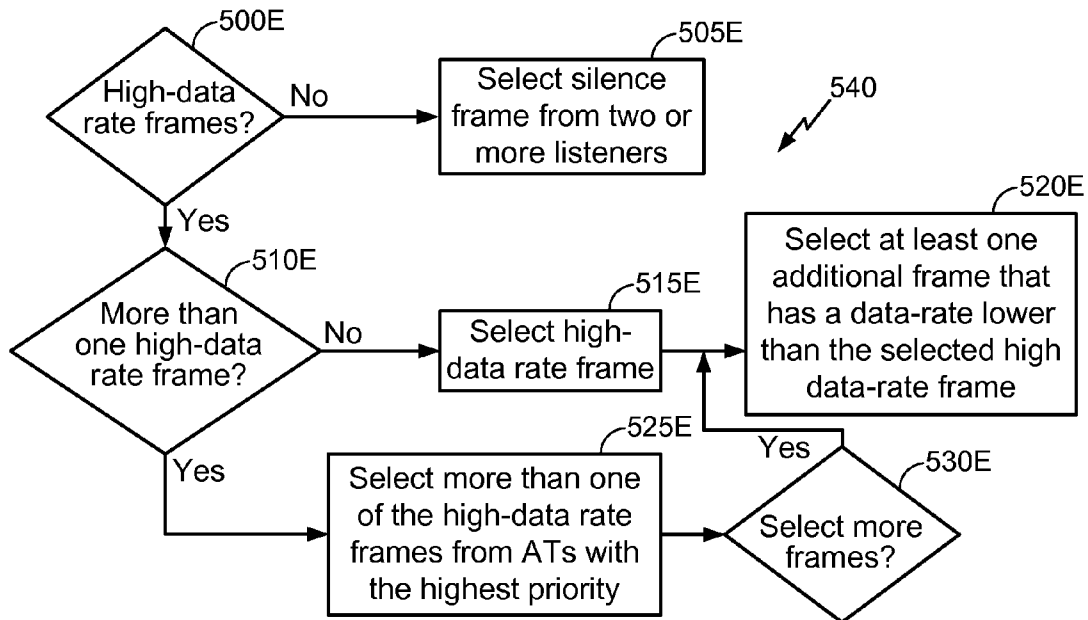 500E
High-data
rate frames?
No
505E
Select silence
frame from two or
more listeners
540
Yes
510E
More than
one high-data
rate frame?
No
515E
Select high-
data rate frame
520E
Select at least one
additional frame that
has a data-rate lower
than the selected high
data-rate frame
Yes
525E
Select more than one
of the high-data rate
frames from ATs with
the highest priority
Yes
530E
Select more
frames?